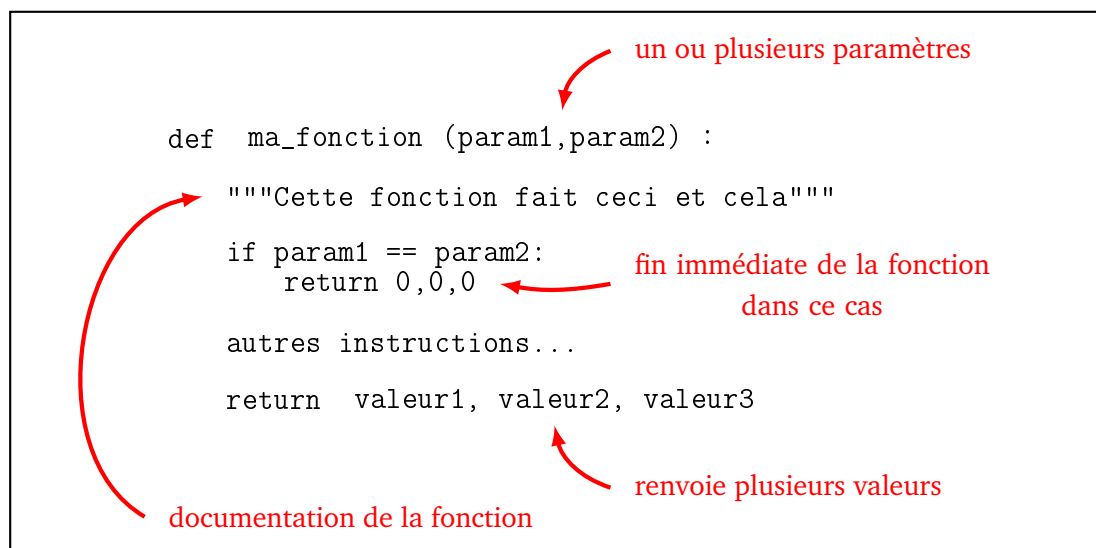 un ou plusieurs paramètres
def ma_fonction (param1,param2) :
"""Cette fonction fait ceci et cela"""
if param1 == param2:
return 0,0,0
fin immédiate de la fonction
dans ce cas
autres instructions...
return valeur1, valeur2, valeur3
renvoie plusieurs valeurs
documentation de la fonction